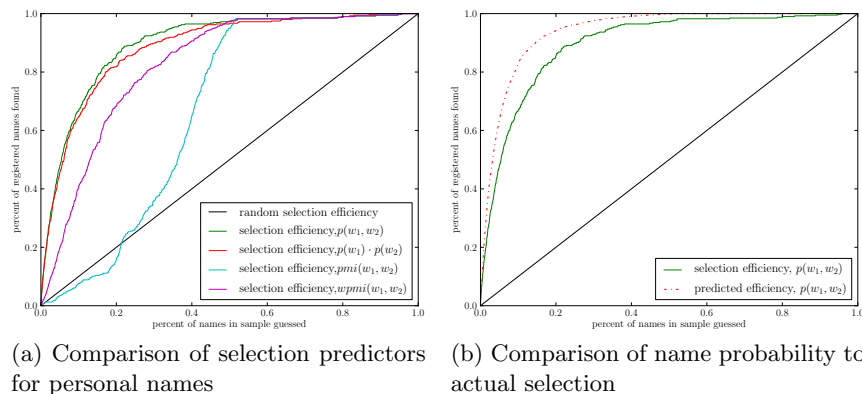 1.0
0.8
0.6
0.4
0.2
0.0
percent of registered names found
0.0 0.2 0.4 0.6 0.8 1.0
percent of names in sample guessed
random selection efficiency
selection efficiency,p(w₁, w₂)
selection efficiency,p(w₁) · p(w₂)
selection efficiency,pmi(w₁, w₂)
selection efficiency,wpmi(w₁, w₂)
(a) Comparison of selection predictors
for personal names
1.0
0.8
0.6
0.4
0.2
0.0
percent of registered names found
0.0 0.2 0.4 0.6 0.8 1.0
percent of names in sample guessed
selection efficiency, p(w₁, w₂)
predicted efficiency, p(w₁, w₂)
(b) Comparison of name probability to
actual selection